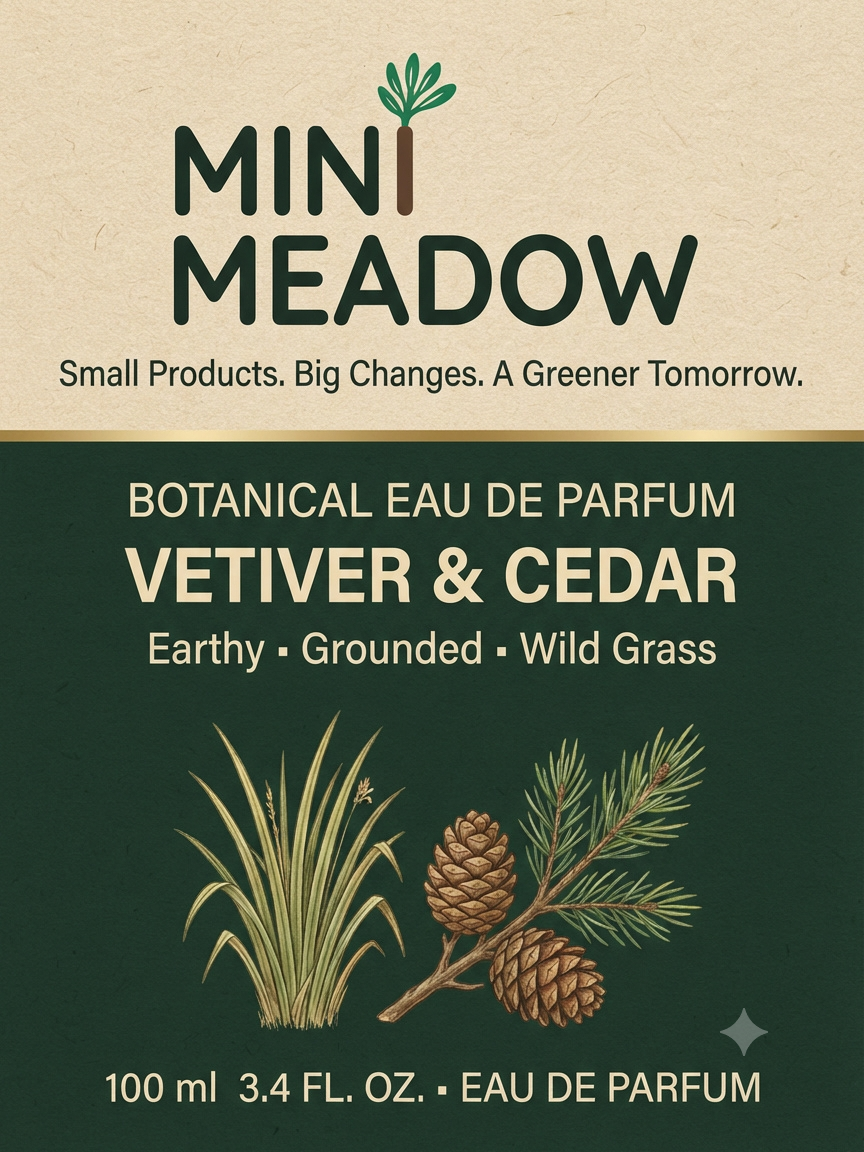 MINI
MEADOW
Small Products. Big Changes. A Greener Tomorrow.
BOTANICAL EAU DE PARFUM
VETIVER & CEDAR
Earthy ▪ Grounded ▪ Wild Grass
100 ml 3.4 FL. OZ. ▪ EAU DE PARFUM